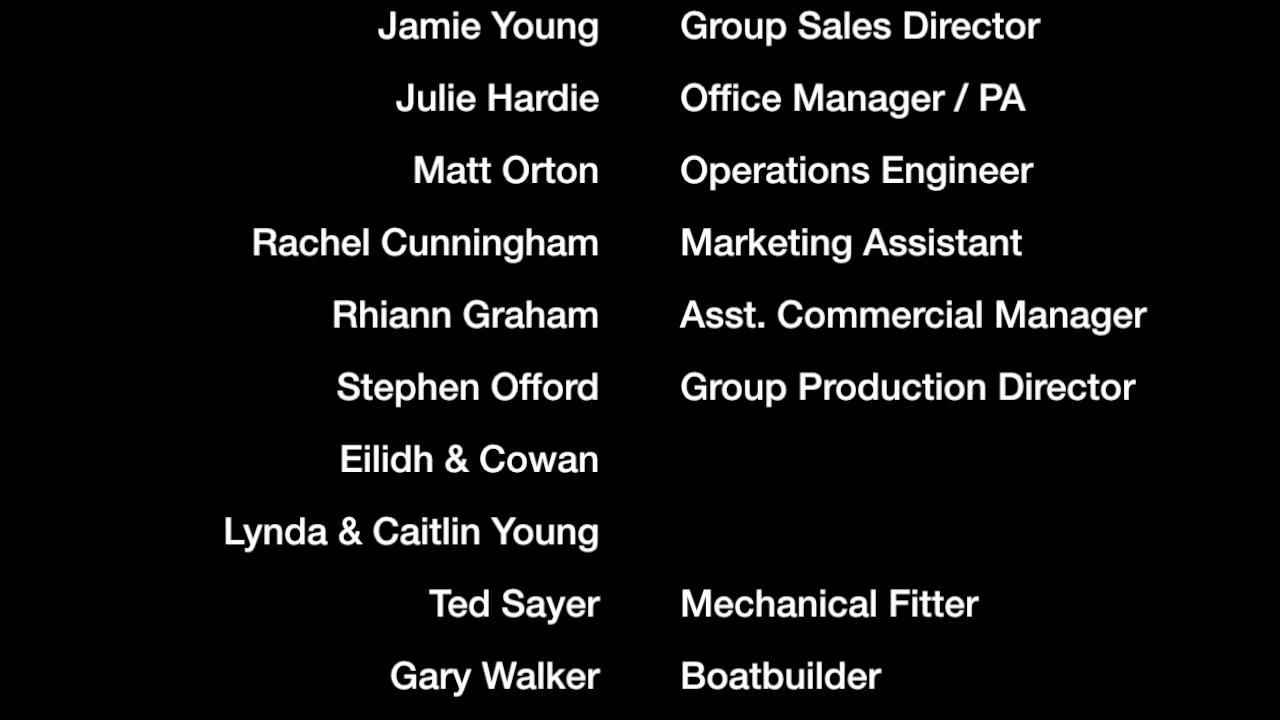 Jamie Young Group Sales Director
Julie Hardie Office Manager / PA
Matt Orton Operations Engineer
Rachel Cunningham Marketing Assistant
Rhiann Graham Asst. Commercial Manager
Stephen Offord Group Production Director
Eilidh & Cowan
Lynda & Caitlin Young
Ted Sayer Mechanical Fitter
Gary Walker Boatbuilder